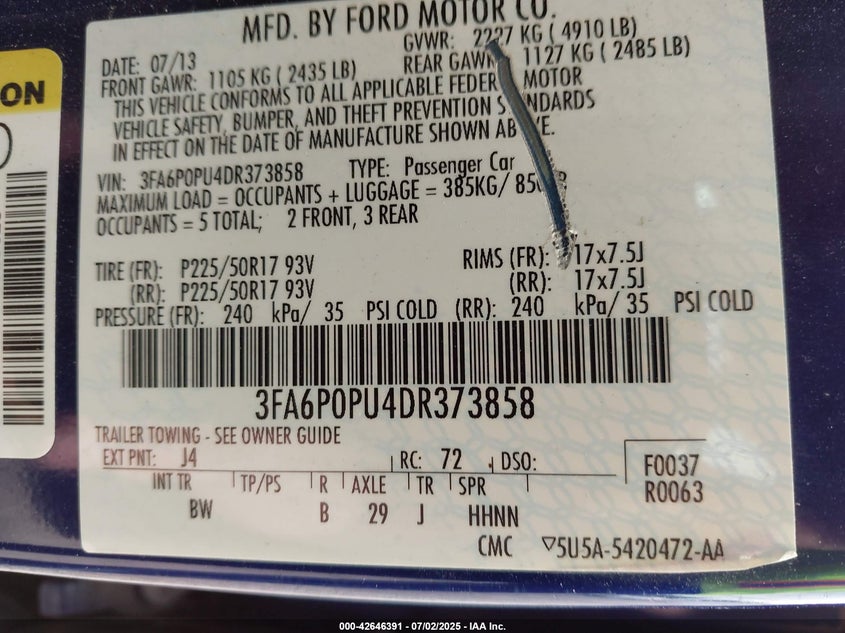 MFD. BY FORD MOTOR CO.
DATE: 07/13 GVWR: 2227 KG ( 4910 LB)
FRONT GAWR: 1105 KG ( 2435 LB) REAR GAWR 1127 KG ( 2485 LB)
THIS VEHICLE CONFORMS TO ALL APPLICABLE FEDER MOTOR
VEHICLE SAFETY, BUMPER, AND THEFT PREVENTION S NDARDS
IN EFFECT ON THE DATE OF MANUFACTURE SHOWN AB VE.
VIN: 3FA6P0PU4DR373858 TYPE: Passenger Car
MAXIMUM LOAD = OCCUPANTS + LUGGAGE = 385KG/ 85
OCCUPANTS = 5 TOTAL; 2 FRONT, 3 REAR
TIRE (FR): P225/50R17 93V RIMS (FR): 17x7.5J
(RR): P225/50R17 93V (RR): 17x7.5J
PRESSURE (FR): 240 kPa/ 35 PSI COLD (RR): 240 kPa/ 35 PSI COLD
3FA6P0PU4DR373858
TRAILER TOWING - SEE OWNER GUIDE
EXT PNT: J4 RC: 72 DSO:
F0037
R0063
INT TR TP/PS R AXLE TR SPR
BW B 29 J HHNN
CMC ▽5U5A-5420472-AA
ON
000-42646391 - 07/02/2025 - IAA Inc.